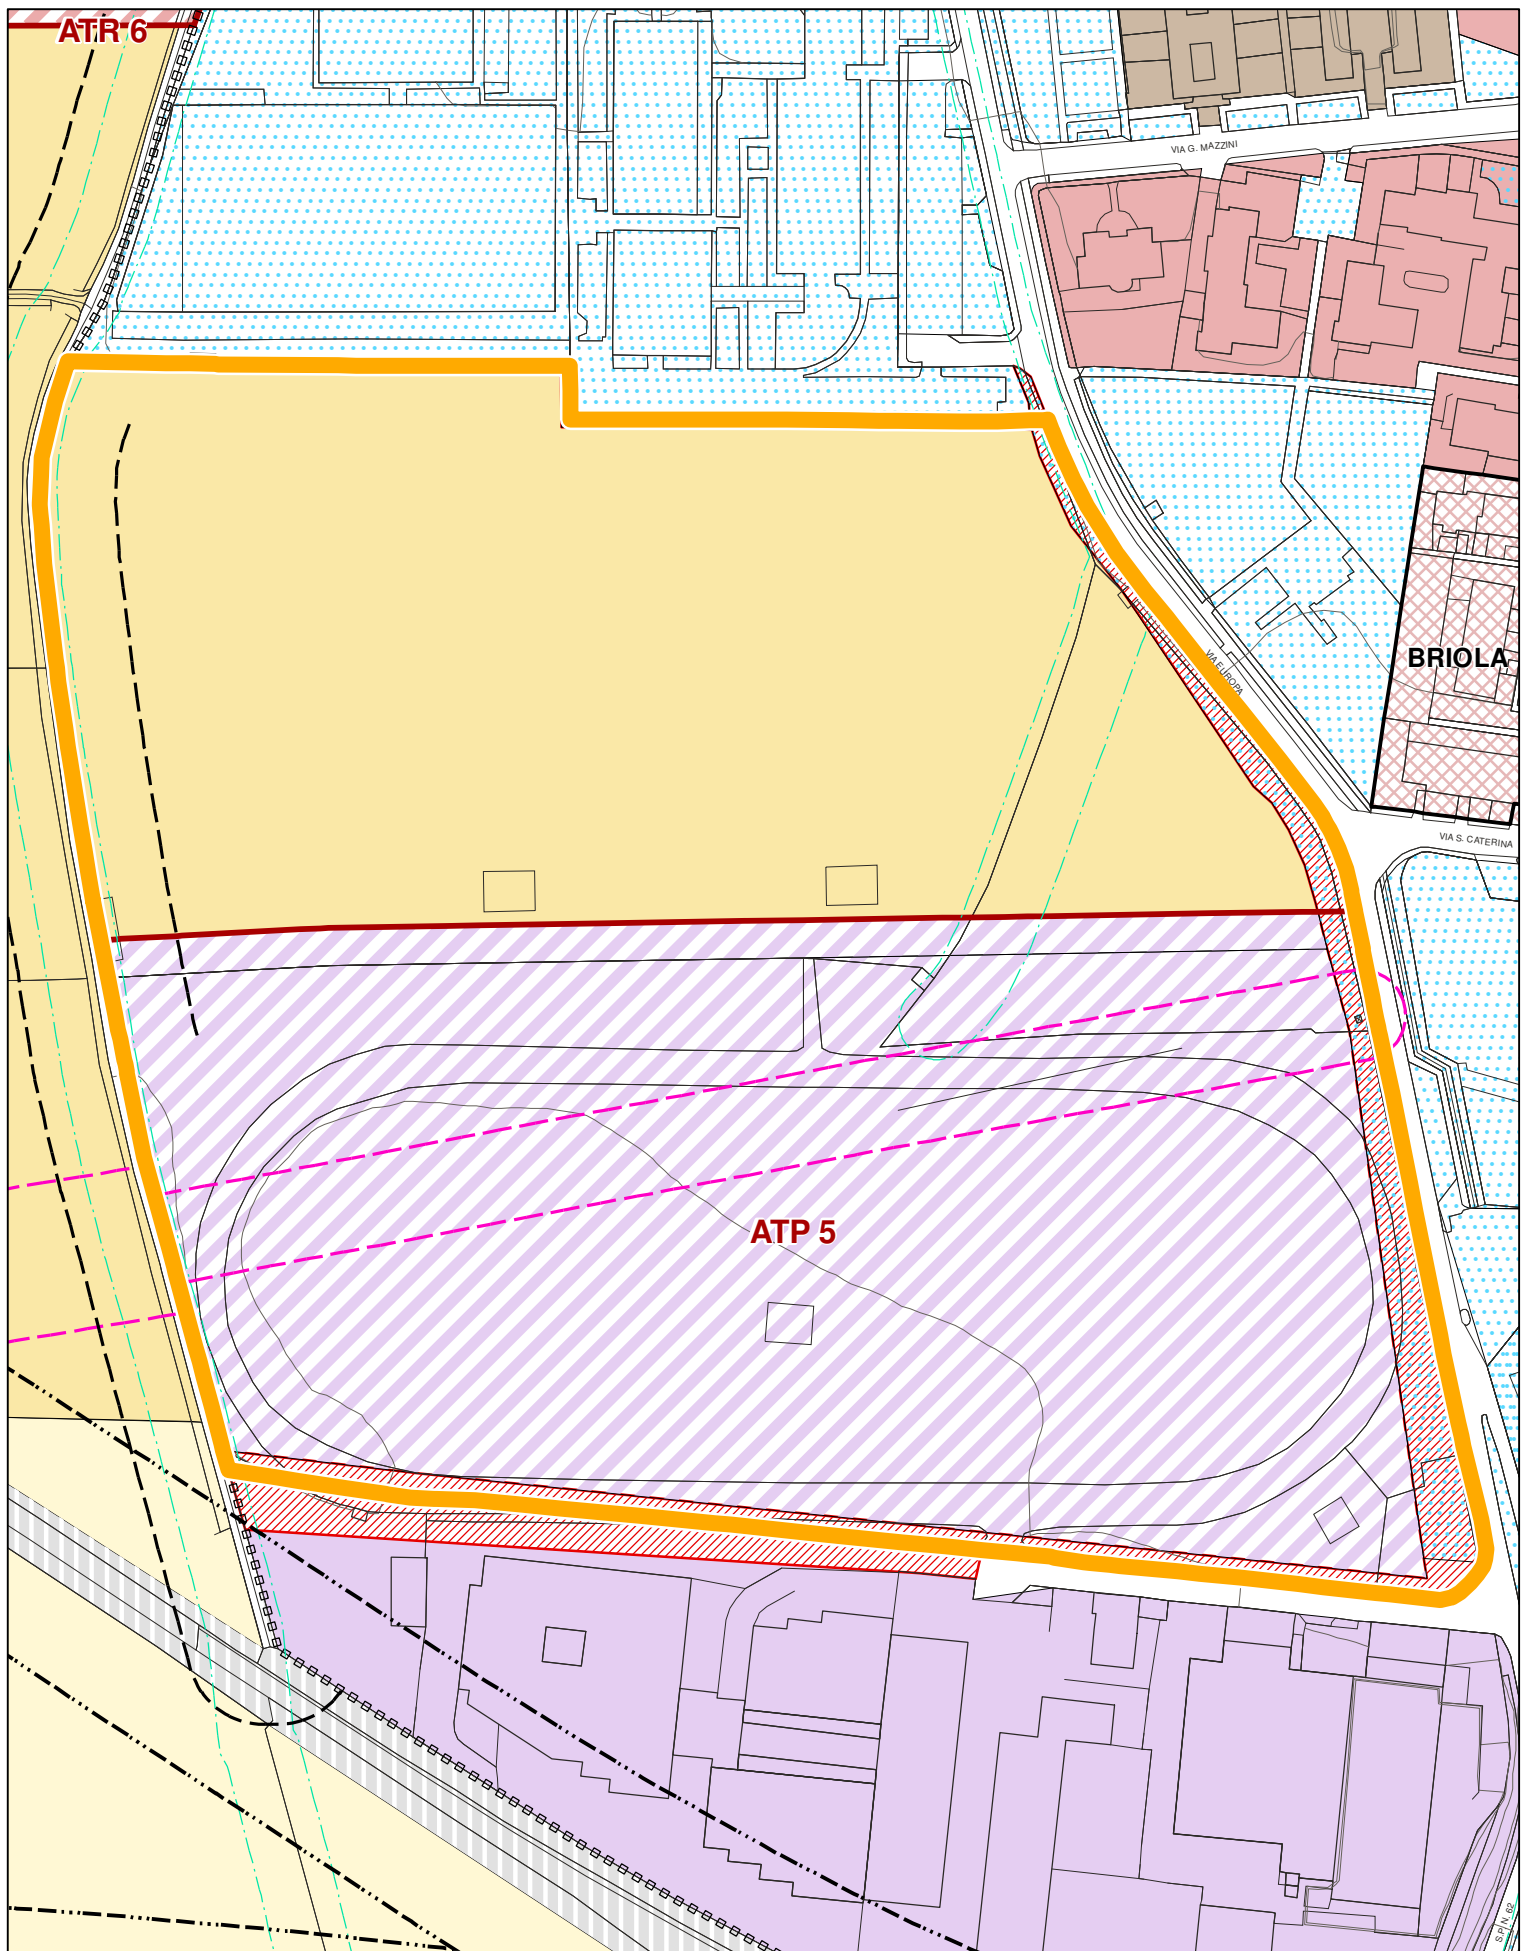 ATR 6
VIA G. MAZZINI
BRIOLA
VIA EUROPA
VIA S. CATERINA
ATP 5
S.P. N. 62